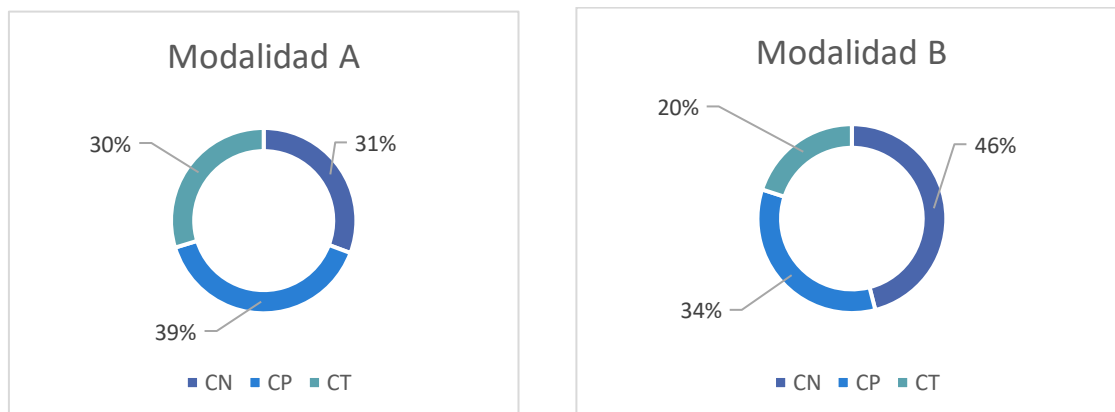 Modalidad A
30%
31%
39%
CN CP CT
Modalidad B
20%
46%
34%
CN CP CT